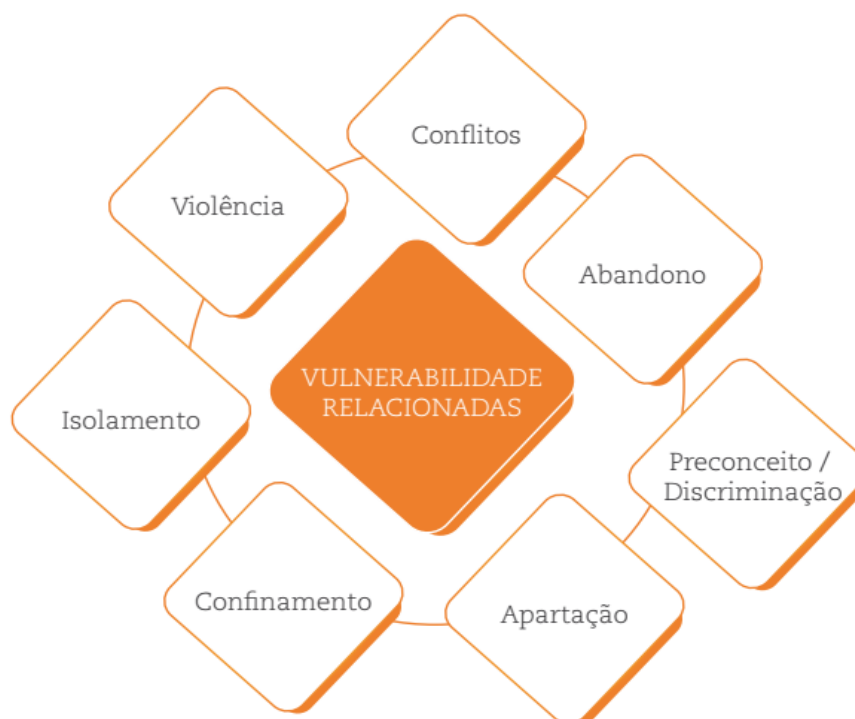 Conflitos
Violência
Abandono
VULNERABILIDADE
RELACIONADAS
Isolamento
Preconceito /
Discriminação
Confinamento
Apartação